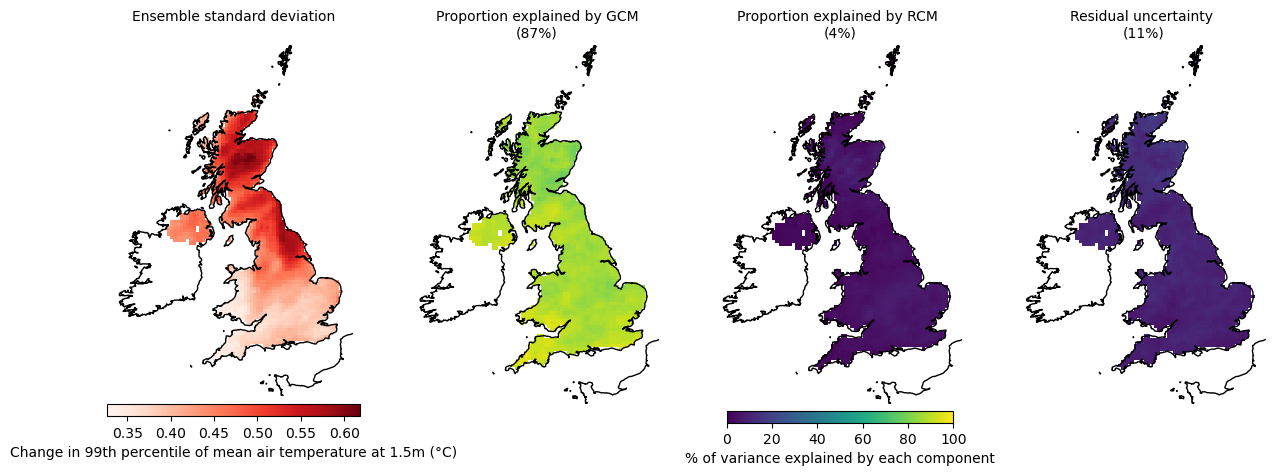 Ensemble standard deviation
Proportion explained by GCM
(87%)
Proportion explained by RCM
(4%)
Residual uncertainty
(11%)
0.35 0.40 0.45 0.50 0.55 0.60
Change in 99th percentile of mean air temperature at 1.5m (°C)
0 20 40 60 80 100
% of variance explained by each component